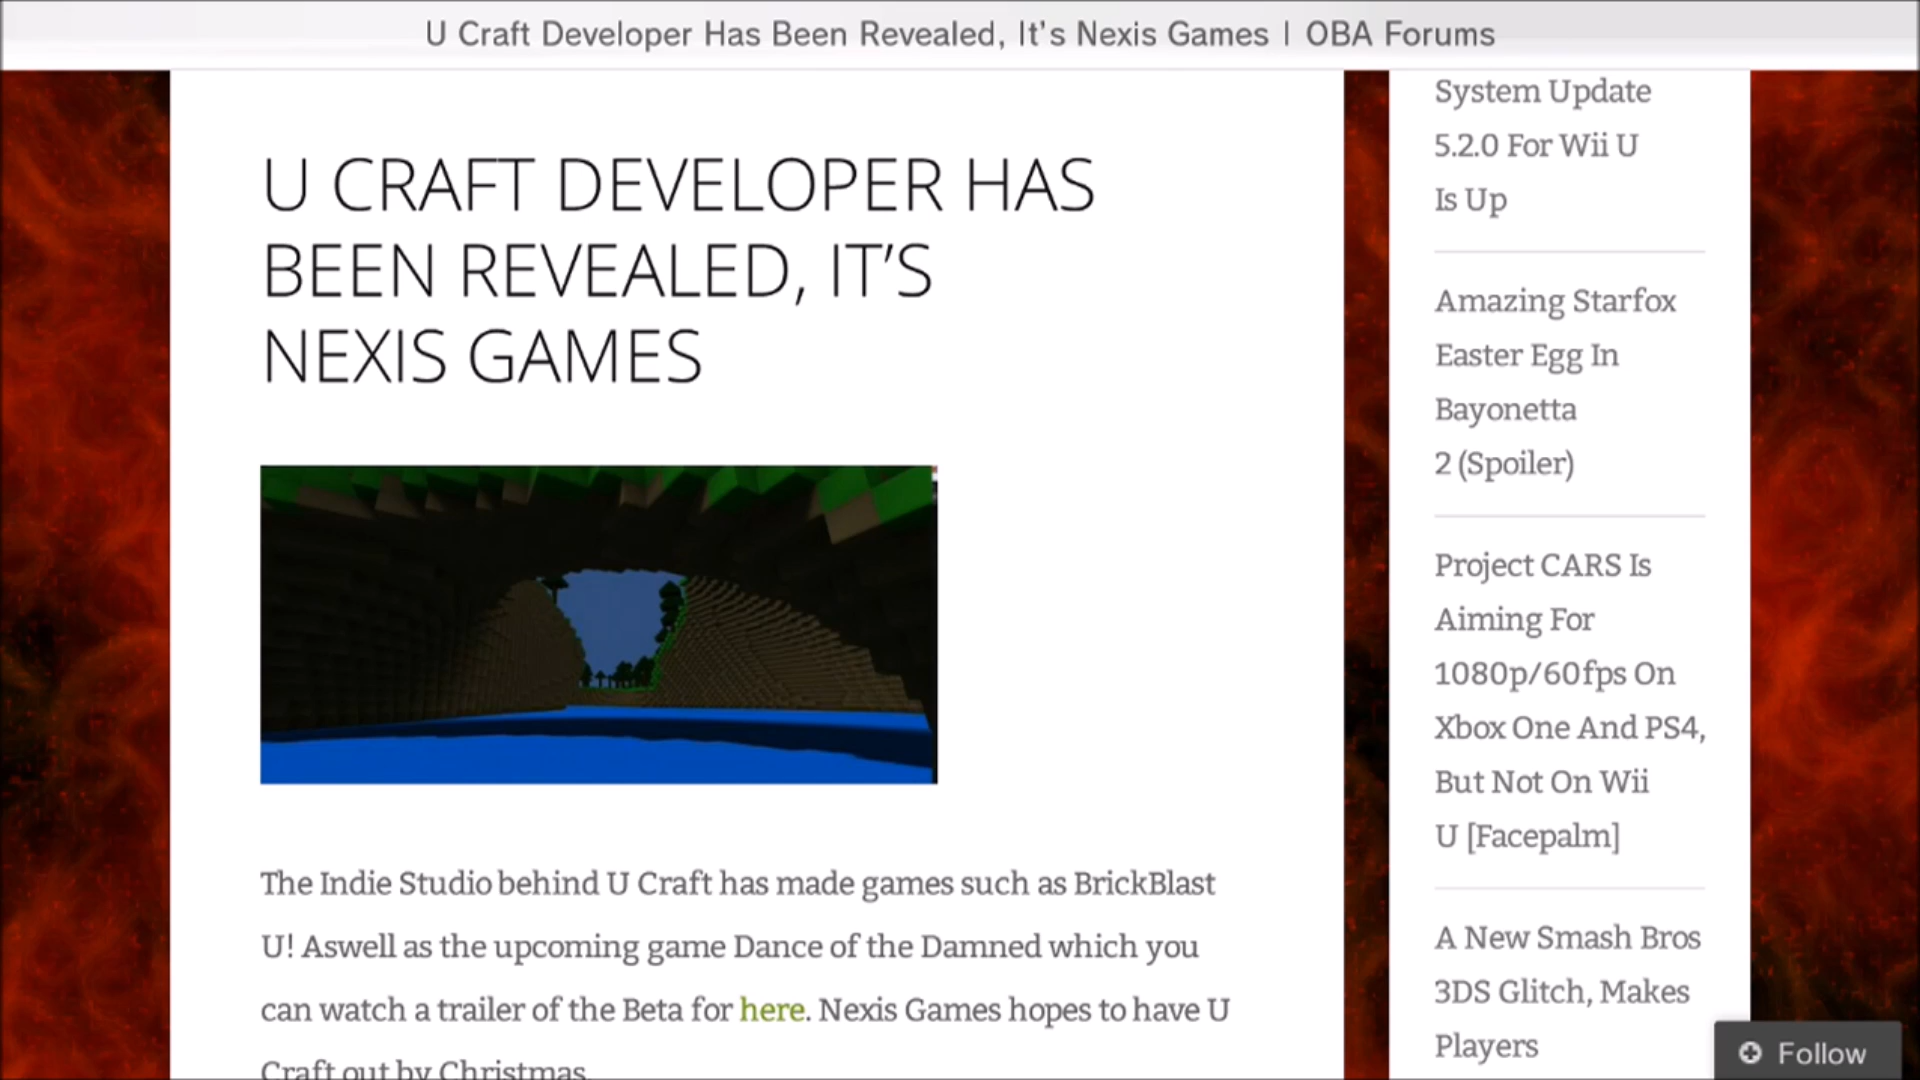 U Craft Developer Has Been Revealed, It's Nexis Games | OBA Forums
U CRAFT DEVELOPER HAS
BEEN REVEALED, IT’S
NEXIS GAMES
The Indie Studio behind U Craft has made games such as BrickBlast
U! Aswell as the upcoming game Dance of the Damned which you
can watch a trailer of the Beta for here. Nexis Games hopes to have U
Craft out by Christmas.
System Update
5.2.0 For Wii U
Is Up
Amazing Starfox
Easter Egg In
Bayonetta
2 (Spoiler)
Project CARS Is
Aiming For
1080p/60fps On
Xbox One And PS4,
But Not On Wii
U [Facepalm]
A New Smash Bros
3DS Glitch, Makes
Players
Follow